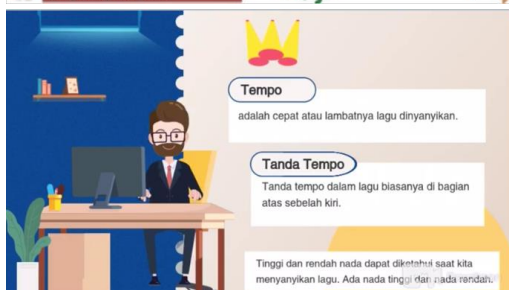 Tempo
adalah cepat atau lambatnya lagu dinyanyikan.
Tanda Tempo
Tanda tempo dalam lagu biasanya di bagian
atas sebelah kiri.
Tinggi dan rendah nada dapat diketahui saat kita
menyanyikan lagu. Ada nada tinggi dan nada rendah.